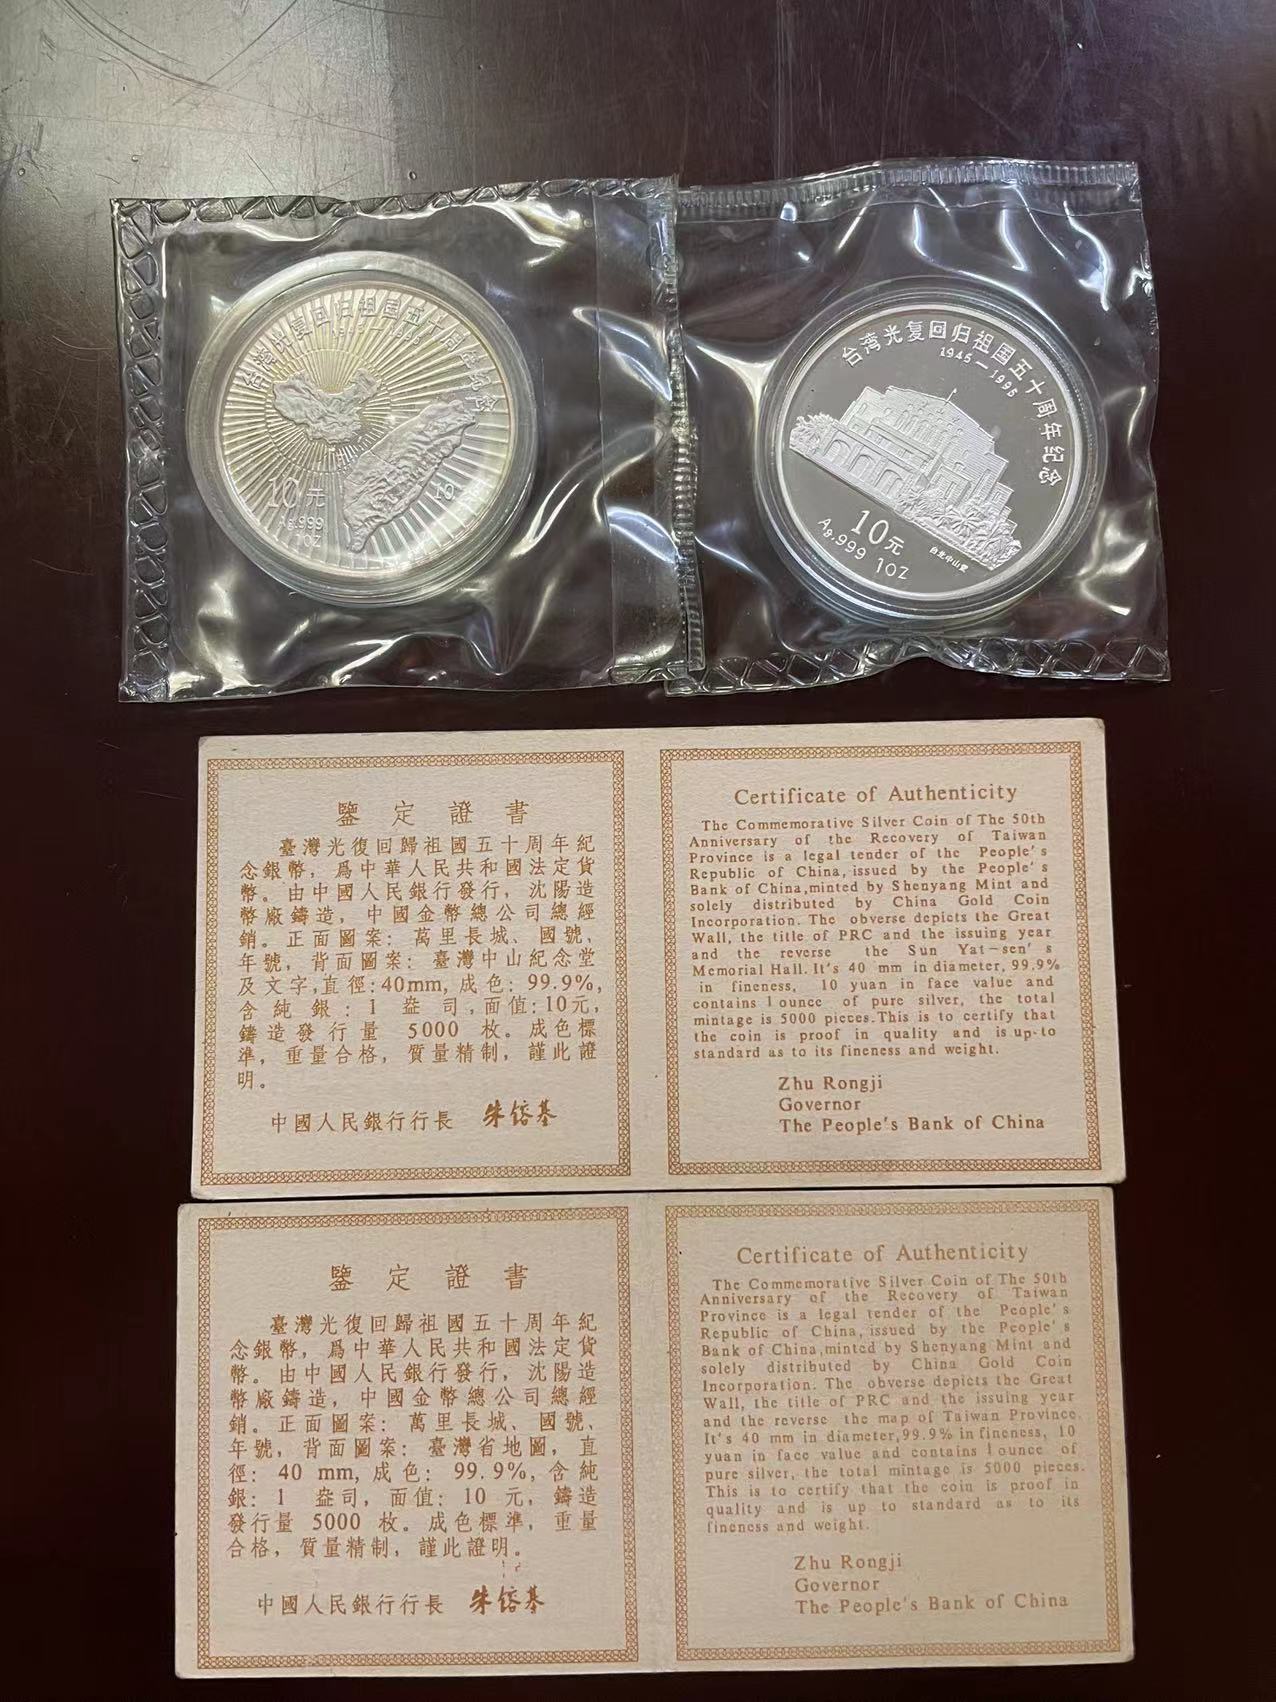 台湾光复回归祖国五十周年纪念
1945—1995
10元
10
Ag.999
1OZ
台湾光复回归祖国五十周年纪念
1945—1995
10元
Ag.999 1OZ
台北中山堂
鑒定證書
臺灣光復回歸祖國五十周年紀
念銀幣，爲中華人民共和國法定貨
幣。由中國人民銀行發行，沈陽造
幣廠鑄造，中國金幣總公司總經
銷。正面圖案：萬里長城、國號、
年號，背面圖案：臺灣中山紀念堂
及文字,直徑:40mm,成色:99.9%,
含純銀:1 盎司,面值:10元,
鑄造發行量 5000 枚。成色標
準，重量合格，質量精制，謹此證
明。
中國人民銀行行長 朱镕基
Certificate of Authenticity
The Commemorative Silver Coin of The 50th
Anniversary of the Recovery of Taiwan
Province is a legal tender of the People's
Republic of China, issued by the People's
Bank of China,minted by Shenyang Mint and
solely distributed by China Gold Coin
Incorporation. The obverse depicts the Great
Wall, the title of PRC and the issuing year
and the reverse the Sun Yat-sen's
Memorial Hall. It's 40 mm in diameter, 99.9%
in fineness, 10 yuan in face value and
contains 1 ounce of pure silver, the total
mintage is 5000 pieces.This is to certify that
the coin is proof in quality and is up-to
standard as to its fineness and weight.
Zhu Rongji
Governor
The People's Bank of China
鑒定證書
臺灣光復回歸祖國五十周年紀
念銀幣，爲中華人民共和國法定貨
幣。由中國人民銀行發行，沈陽造
幣廠鑄造，中國金幣總公司總經
銷。正面圖案：萬里長城、國號、
年號，背面圖案：臺灣省地圖，直
徑：40 mm,成色：99.9%,含純
銀：1 盎司，面值：10 元，鑄造
發行量 5000 枚。成色標準，重量
合格，質量精制，謹此證明。
中國人民銀行行長 朱镕基
Certificate of Authenticity
The Commemorative Silver Coin of The 50th
Anniversary of the Recovery of Taiwan
Province is a legal tender of the People's
Republic of China, issued by the People's
Bank of China,minted by Shenyang Mint and
solely distributed by China Gold Coin
Incorporation. The obverse depicts the Great
Wall, the title of PRC and the issuing year
and the reverse the map of Taiwan Province.
It's 40 mm in diameter,99.9% in fineness, 10
yuan in face value and contains 1 ounce of
pure silver, the total mintage is 5000 pieces.
This is to certify that the coin is proof in
quality and is up to standard as to its
fineness and weight.
Zhu Rongji
Governor
The People's Bank of China